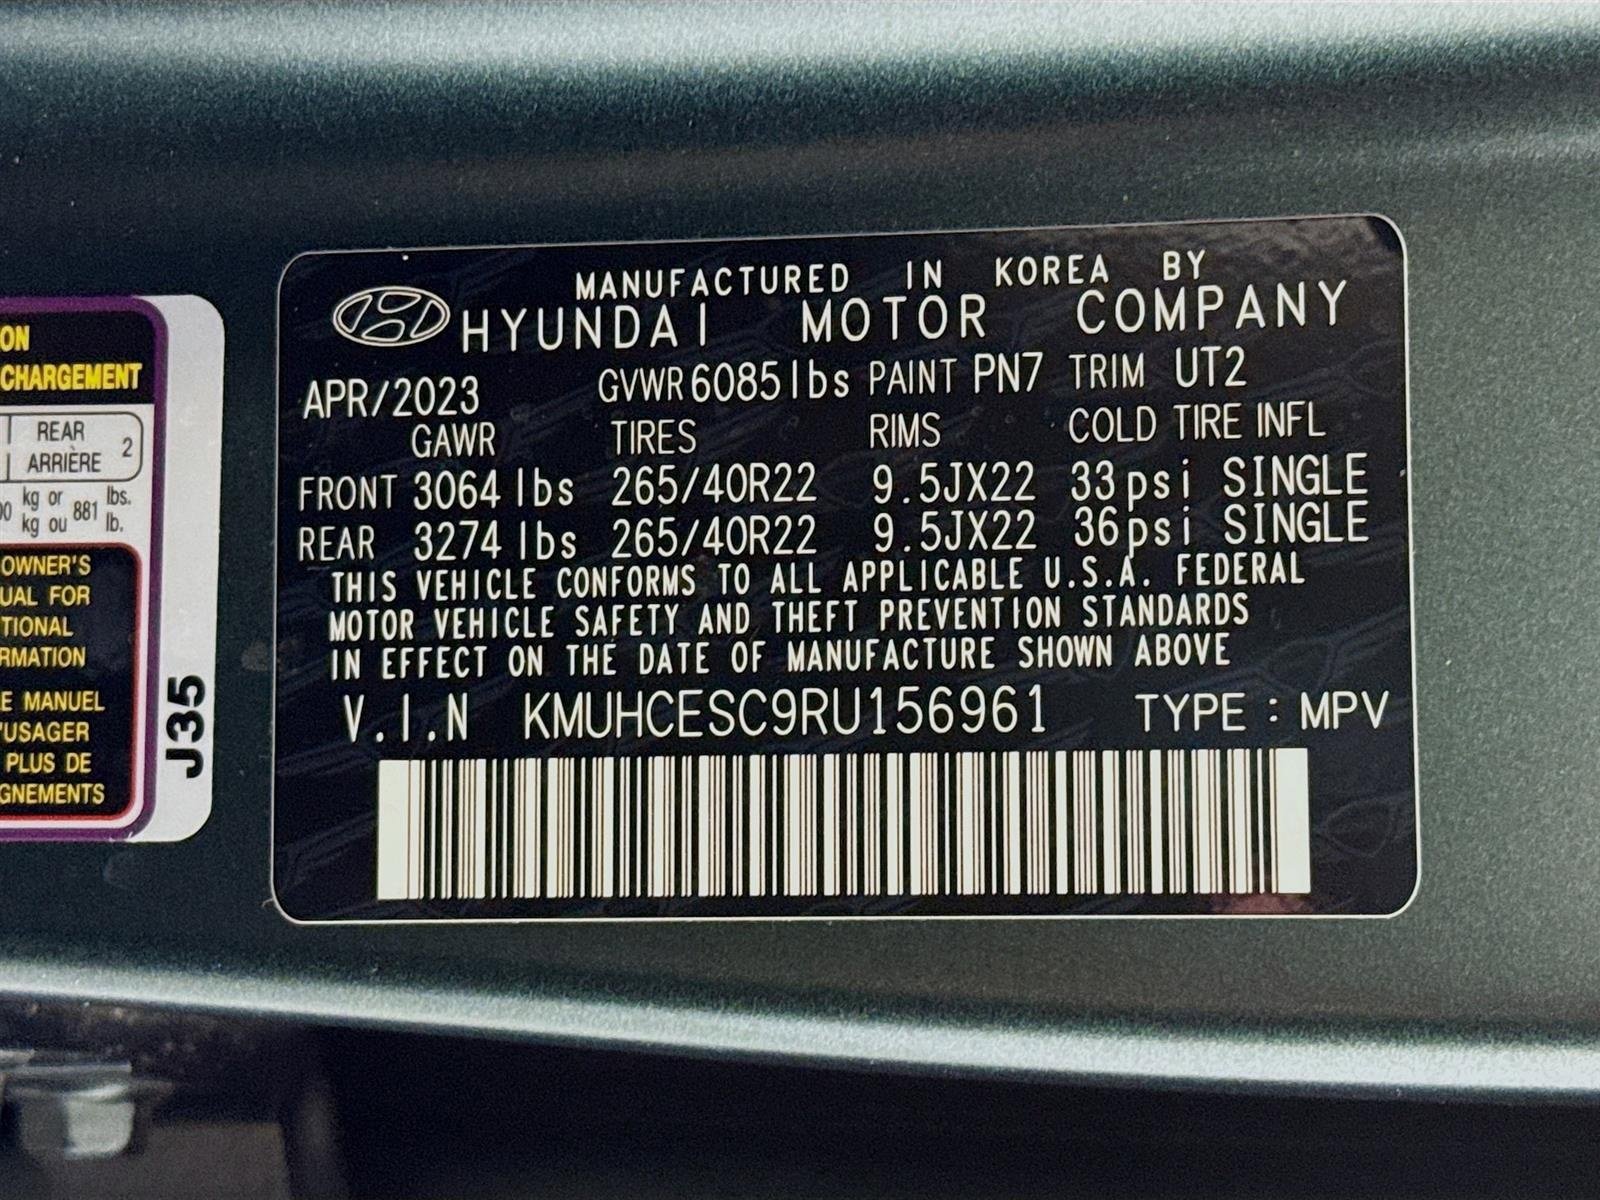 ON
CHARGEMENT
REAR
ARRIÈRE
2
kg or 881 lbs.
kg ou lb.
OWNER'S
UAL FOR
TIONAL
RMATION
E MANUEL
'USAGER
PLUS DE
GNEMENTS
J35
MANUFACTURED IN KOREA BY
HYUNDAI MOTOR COMPANY
APR/2023 GVWR 6085lbs PAINT PN7 TRIM UT2
GAWR TIRES RIMS COLD TIRE INFL
FRONT 3064 lbs 265/40R22 9.5JX22 33psi SINGLE
REAR 3274 lbs 265/40R22 9.5JX22 36psi SINGLE
THIS VEHICLE CONFORMS TO ALL APPLICABLE U.S.A. FEDERAL
MOTOR VEHICLE SAFETY AND THEFT PREVENTION STANDARDS
IN EFFECT ON THE DATE OF MANUFACTURE SHOWN ABOVE
V.I.N KMUHCESC9RU156961 TYPE : MPV